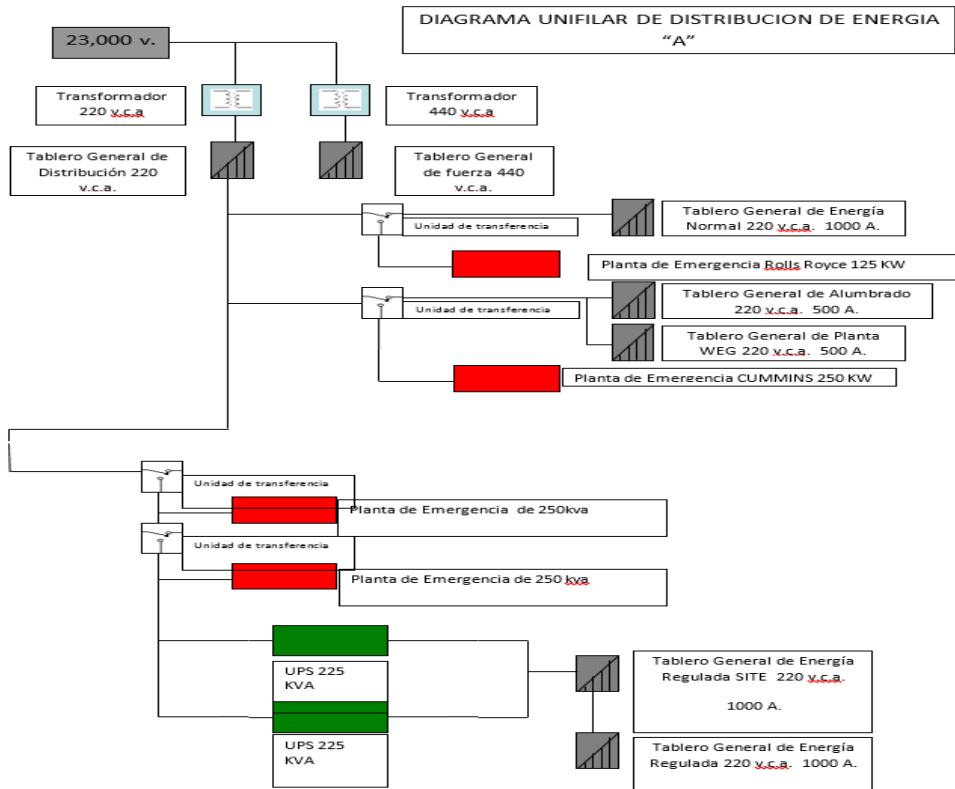 DIAGRAMA UNIFILAR DE DISTRIBUCION DE ENERGIA
“A”
23,000 v.
Transformador
220 v.c.a
Transformador
440 v.c.a
Tablero General de
Distribución 220
v.c.a.
Tablero General
de fuerza 440
v.c.a.
Unidad de transferencia
Tablero General de Energía
Normal 220 v.c.a. 1000 A.
Planta de Emergencia Rolls Royce 125 KW
Unidad de transferencia
Tablero General de Alumbrado
220 v.c.a. 500 A.
Tablero General de Planta
WEG 220 v.c.a. 500 A.
Planta de Emergencia CUMMINS 250 KW
Unidad de transferencia
Planta de Emergencia de 250kva
Unidad de transferencia
Planta de Emergencia de 250 kva
UPS 225
KVA
Tablero General de Energía
Regulada SITE 220 v.c.a.
1000 A.
UPS 225
KVA
Tablero General de Energía
Regulada 220 v.c.a. 1000 A.